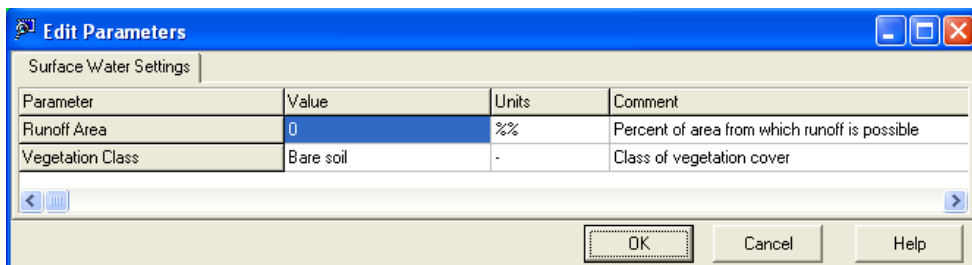 Edit Parameters
Surface Water Settings
Parameter Value Units Comment
Runoff Area 0 %% Percent of area from which runoff is possible
Vegetation Class Bare soil - Class of vegetation cover
OK Cancel Help